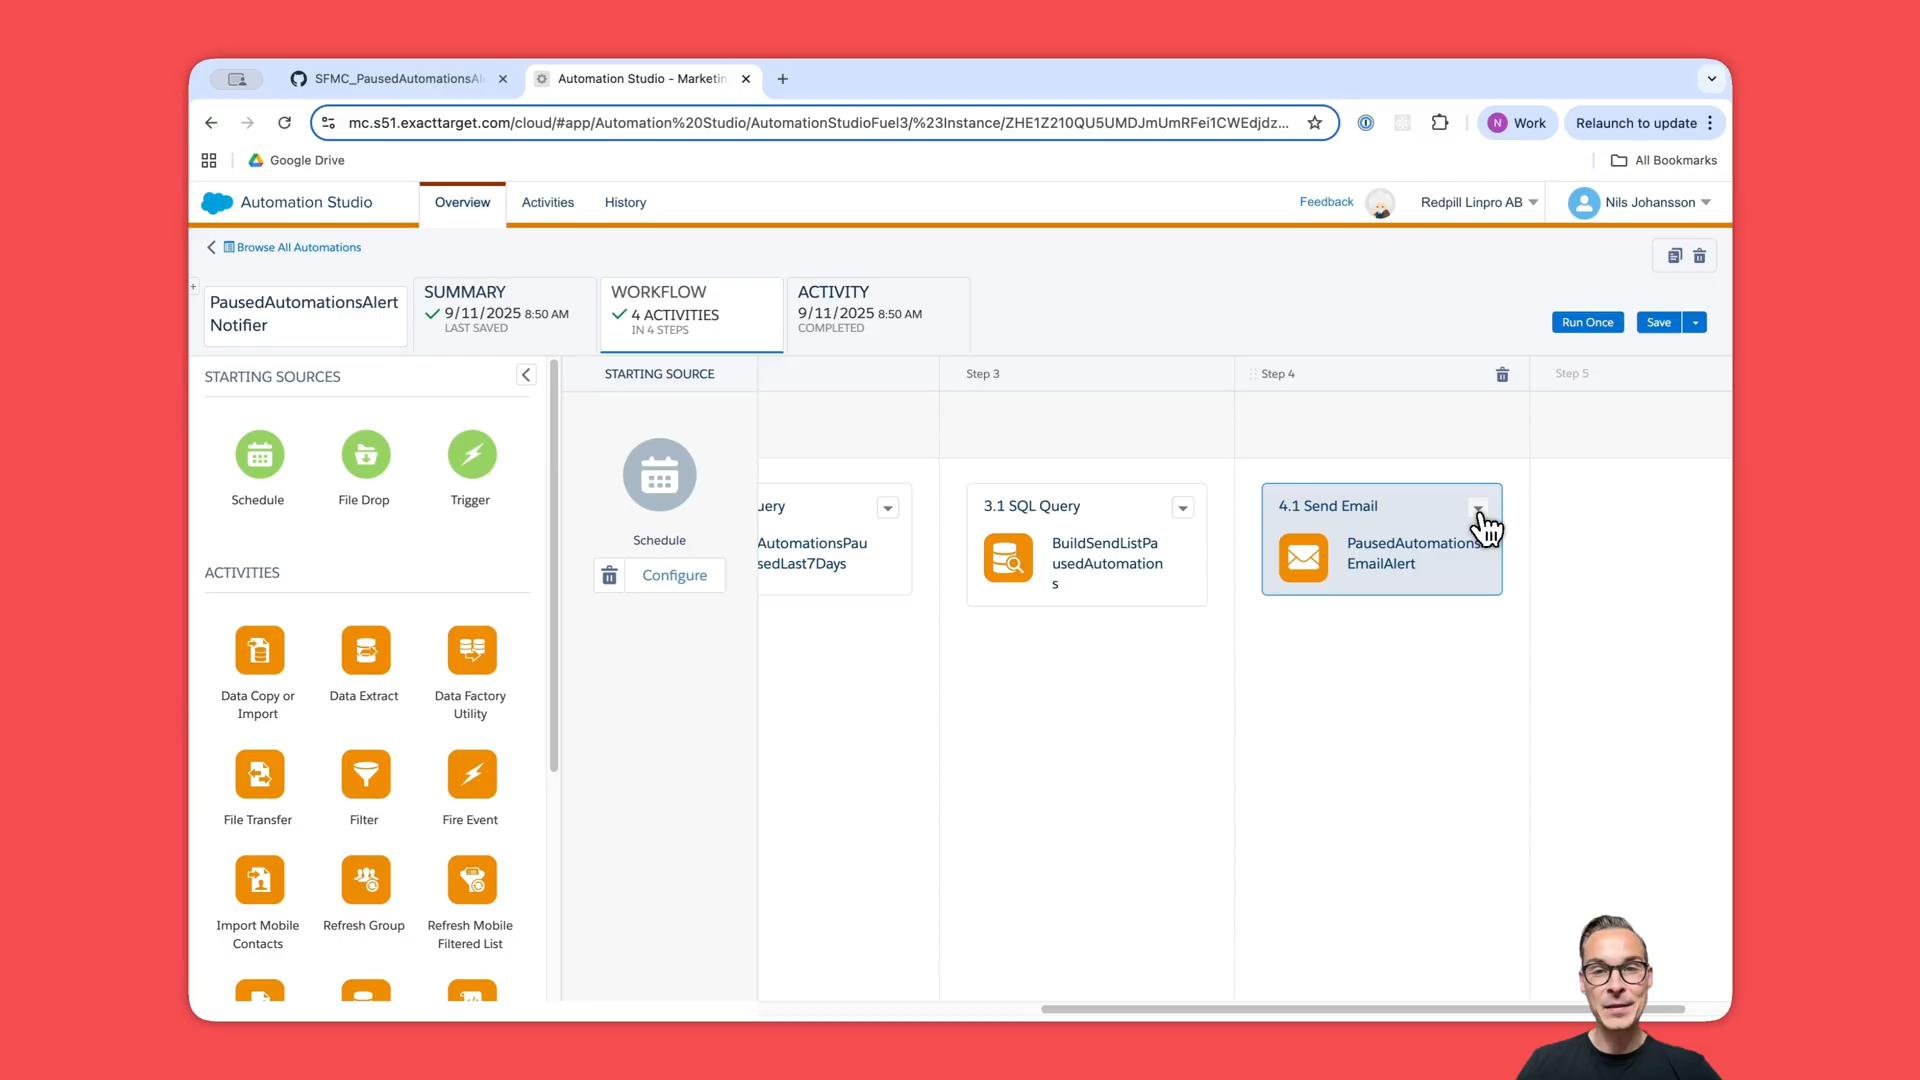 SFMC_PausedAutomationsAl
Automation Studio - Marketin
mc.s51.exacttarget.com/cloud/#app/Automation%20Studio/AutomationStudioFuel3/%23Instance/ZHE1Z210QU5UMDJmUmRFei1CWEdjdz...
N Work
Relaunch to update
Google Drive
All Bookmarks
Automation Studio
Overview
Activities
History
Feedback
Redpill Linpro AB
Nils Johansson
Browse All Automations
PausedAutomationsAlert
Notifier
SUMMARY
9/11/2025 8:50 AM
LAST SAVED
WORKFLOW
4 ACTIVITIES
IN 4 STEPS
ACTIVITY
9/11/2025 8:50 AM
COMPLETED
Run Once
Save
STARTING SOURCES
Schedule
File Drop
Trigger
ACTIVITIES
Data Copy or
Import
Data Extract
Data Factory
Utility
File Transfer
Filter
Fire Event
Import Mobile
Contacts
Refresh Group
Refresh Mobile
Filtered List
STARTING SOURCE
Schedule
Configure
Step 3
Step 4
Step 5
uery
AutomationsPau
sedLast7Days
3.1 SQL Query
BuildSendListPa
usedAutomation
s
4.1 Send Email
PausedAutomations
EmailAlert